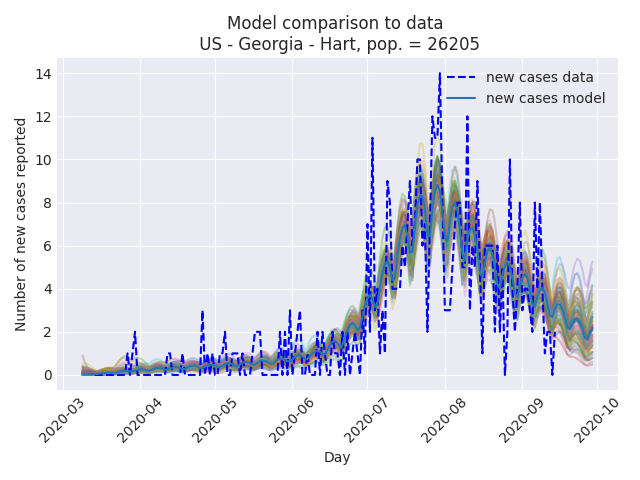 Model comparison to data
US - Georgia - Hart, pop. = 26205
new cases data
new cases model
Number of new cases reported
14
12
10
8
6
4
2
0
2020-03
2020-04
2020-05
2020-06
2020-07
2020-08
2020-09
2020-10
Day